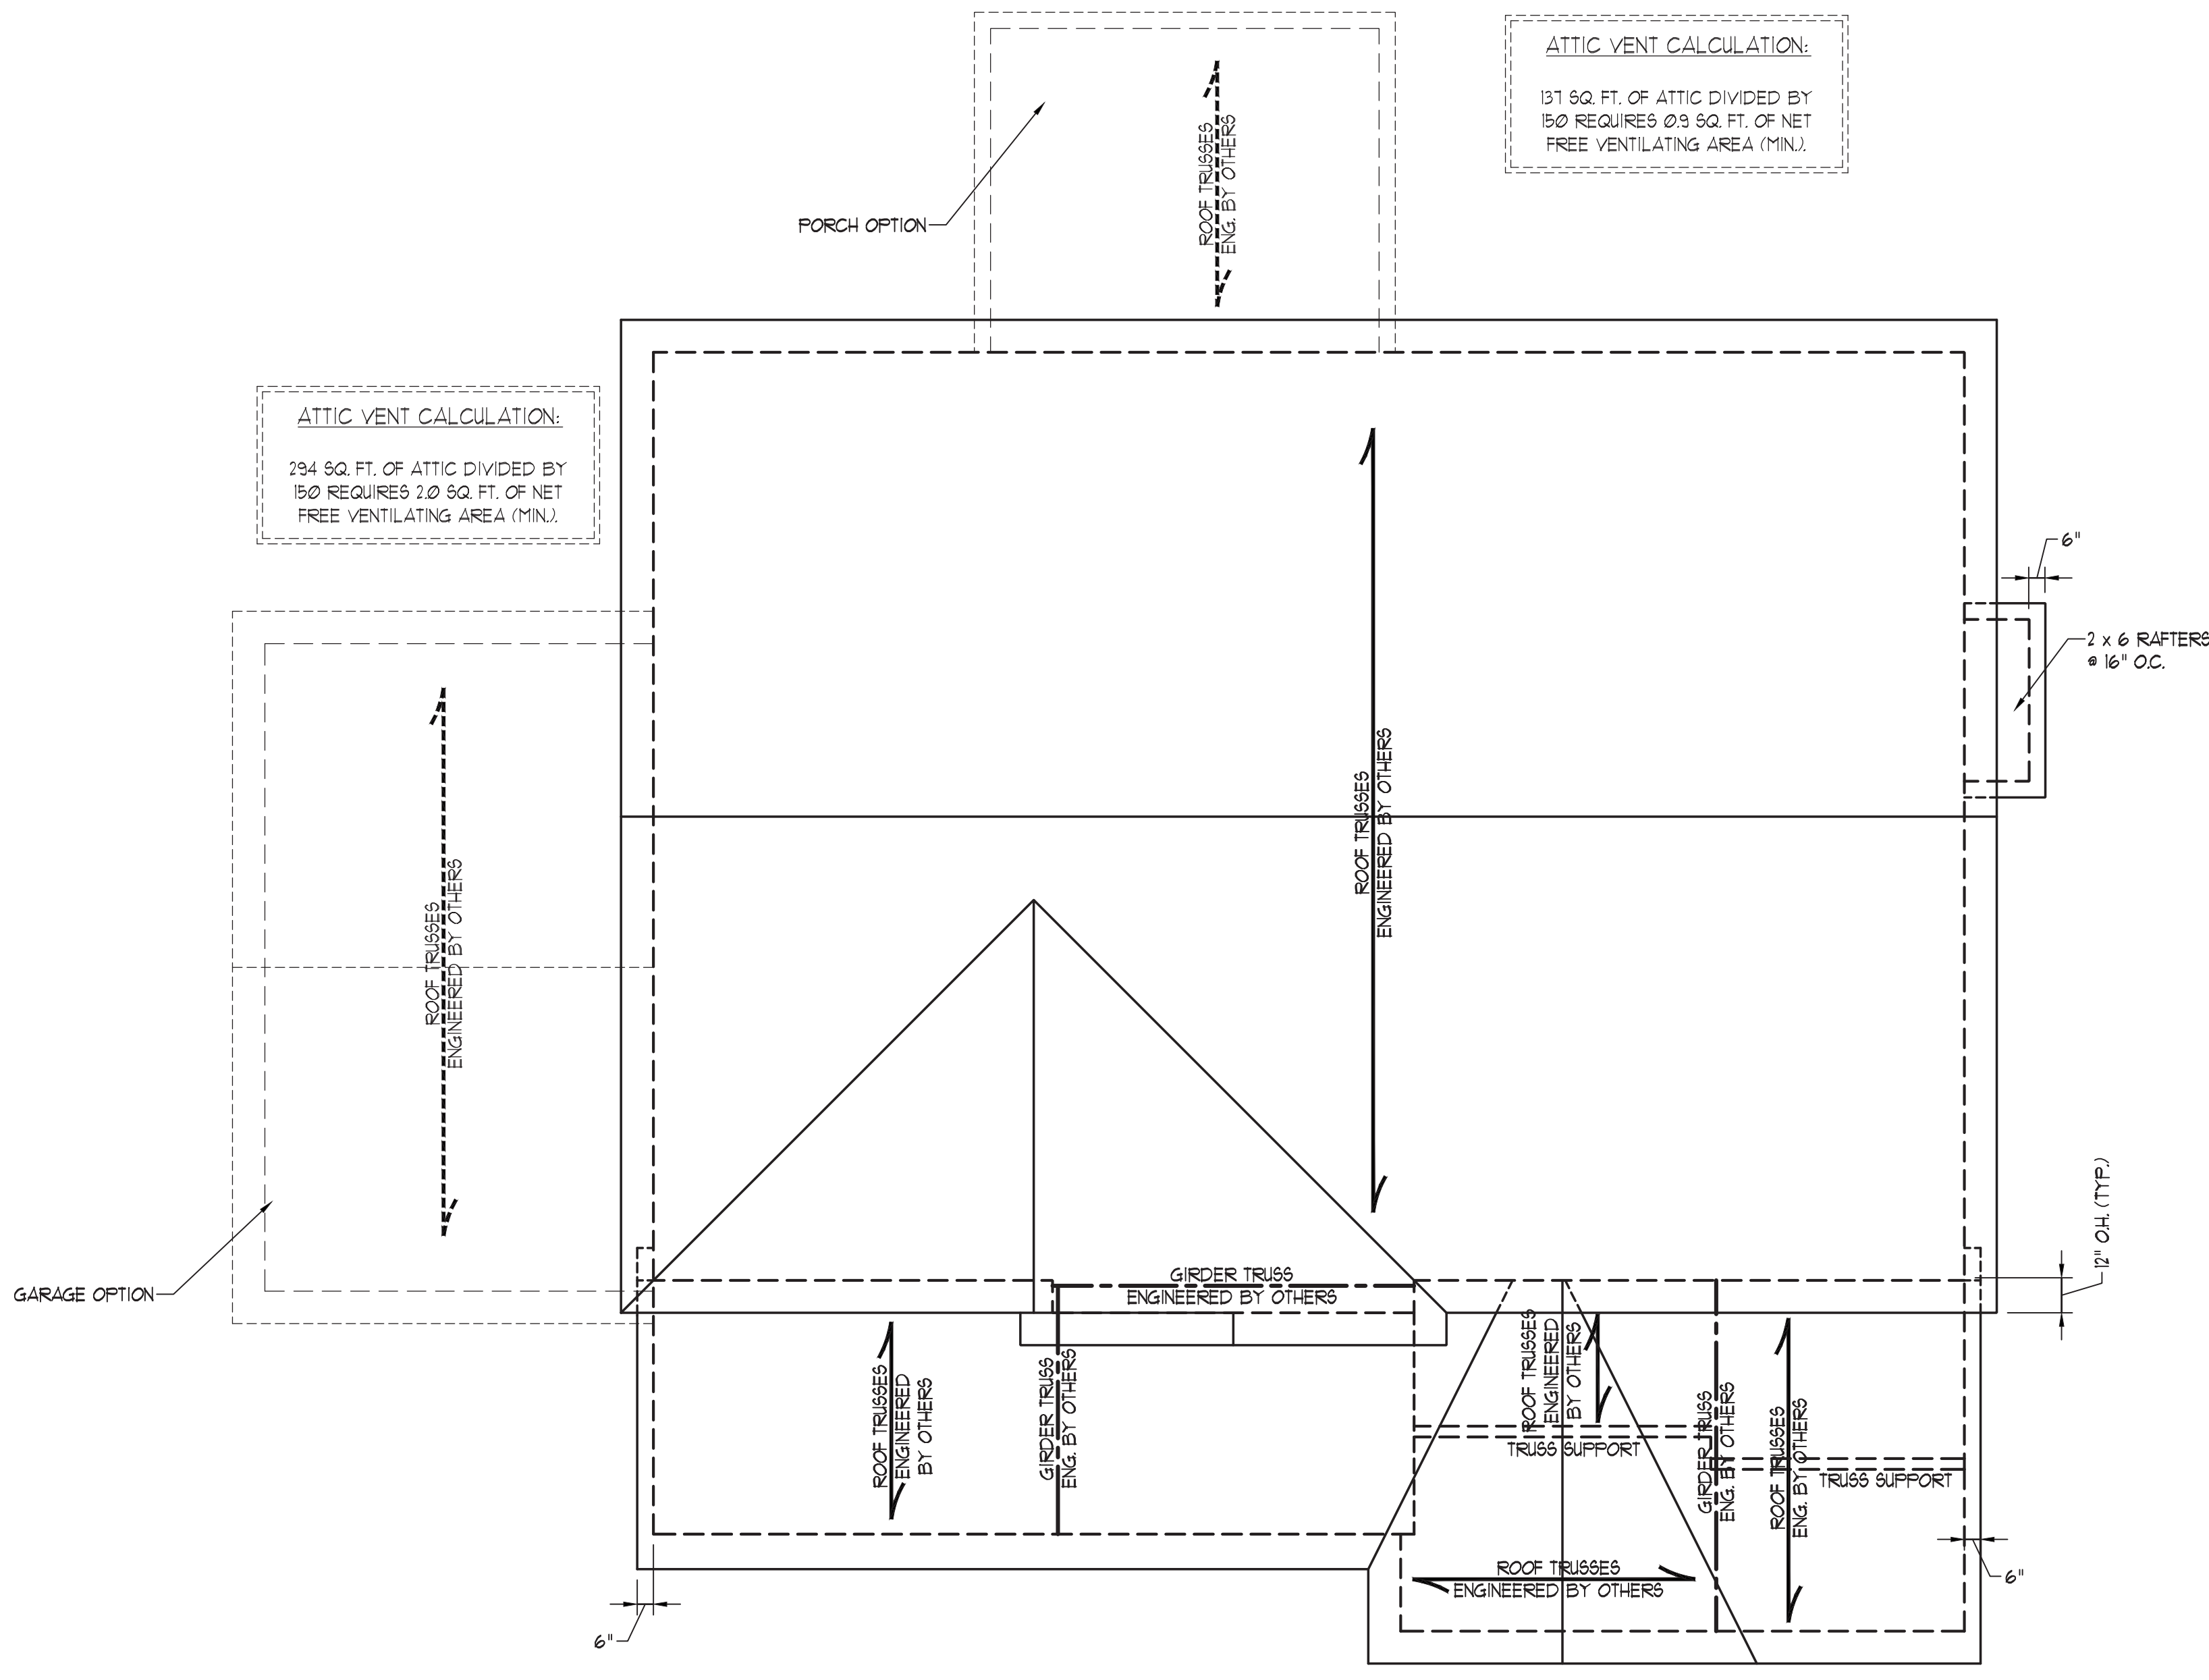 ATTIC VENT CALCULATION:
137 SQ. FT. OF ATTIC DIVIDED BY
150 REQUIRES 0.9 SQ. FT. OF NET
FREE VENTILATING AREA (MIN.).
ROOF TRUSSES
ENG. BY OTHERS
PORCH OPTION
ATTIC VENT CALCULATION:
294 SQ. FT. OF ATTIC DIVIDED BY
150 REQUIRES 2.0 SQ. FT. OF NET
FREE VENTILATING AREA (MIN.).
6"
2 x 6 RAFTERS
@ 16" O.C.
ROOF TRUSSES
ENGINEERED BY OTHERS
ROOF TRUSSES
ENGINEERED BY OTHERS
12" O.H. (TYP.)
GARAGE OPTION
GIRDER TRUSS
ENGINEERED BY OTHERS
ROOF TRUSSES
ENGINEERED
BY OTHERS
GIRDER TRUSS
ENG. BY OTHERS
ROOF TRUSSES
ENGINEERED
BY OTHERS
TRUSS SUPPORT
GIRDER TRUSS
ENG. BY OTHERS
ROOF TRUSSES
ENG. BY OTHERS
TRUSS SUPPORT
ROOF TRUSSES
ENGINEERED BY OTHERS
6"
6"